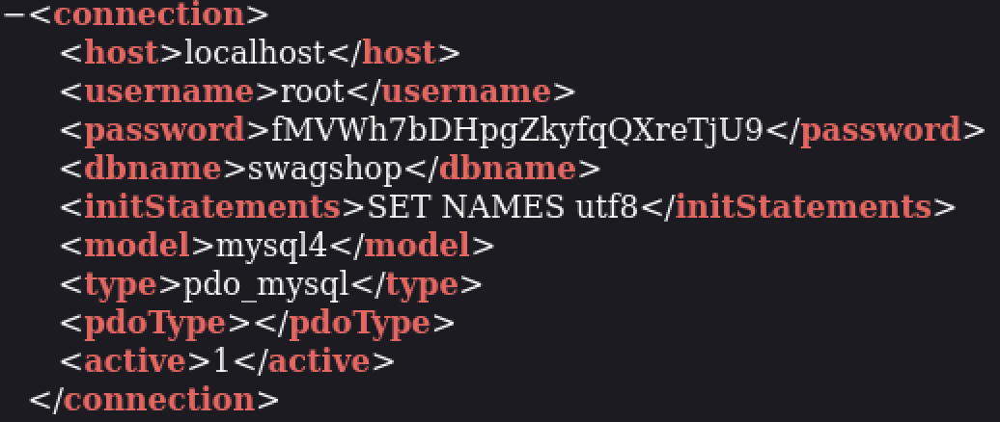 −<connection>
<host>localhost</host>
<username>root</username>
<password>fMVWh7bDHpgZkyfqQXreTjU9</password>
<dbname>swagshop</dbname>
<initStatements>SET NAMES utf8</initStatements>
<model>mysql4</model>
<type>pdo_mysql</type>
<pdoType></pdoType>
<active>1</active>
</connection>